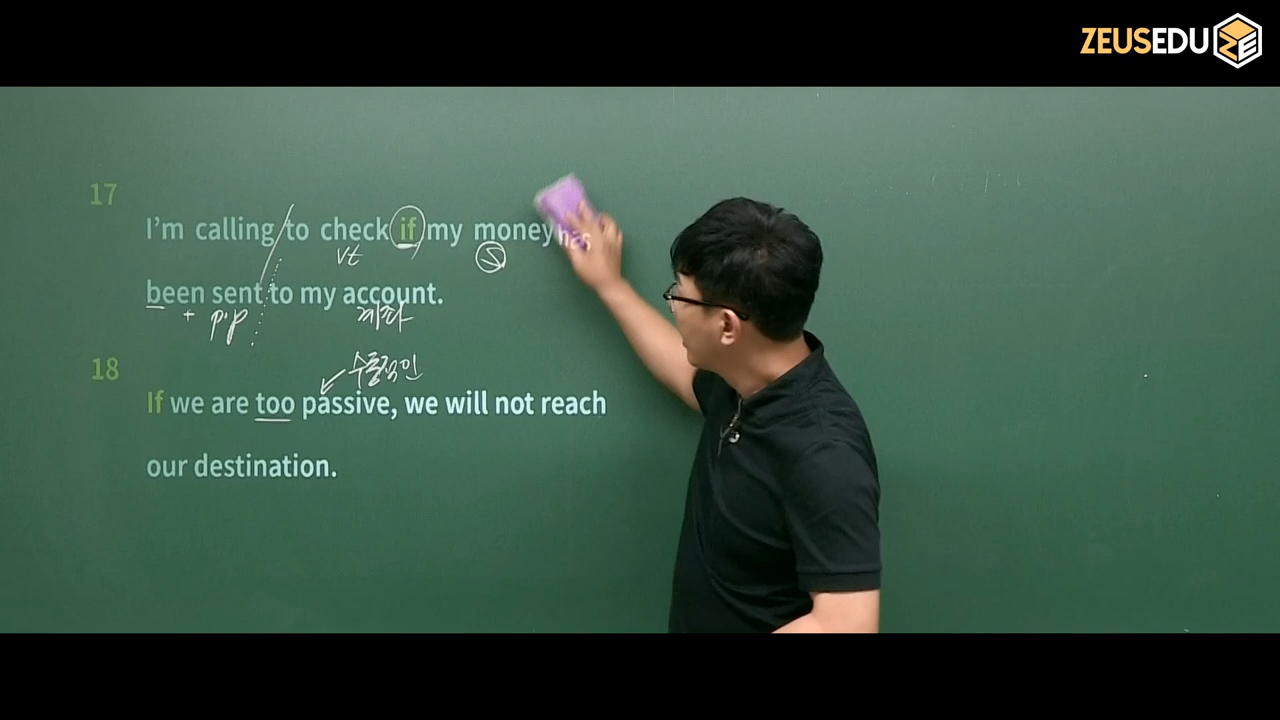 ZEUSEDU
17
I'm calling to check if my money has
vt S
been sent to my account.
+ p.p 계좌
18
수동적인
If we are too passive, we will not reach
our destination.